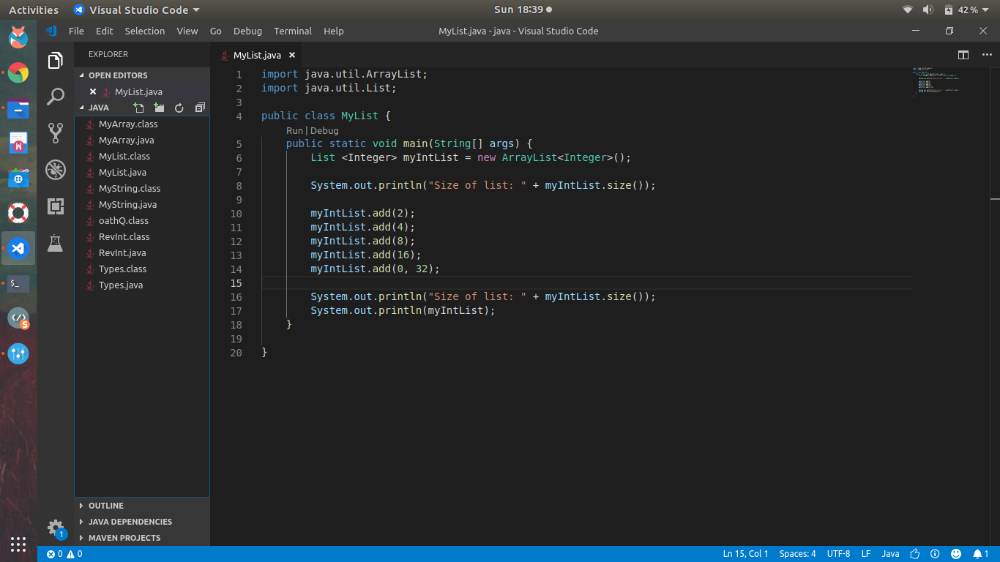 Activities Visual Studio Code Sun 18:39 42%
File Edit Selection View Go Debug Terminal Help MyList.java - java - Visual Studio Code
EXPLORER
OPEN EDITORS
MyList.java
JAVA
MyArray.class
MyArray.java
MyList.class
MyList.java
MyString.class
MyString.java
oathQ.class
RevInt.class
RevInt.java
Types.class
Types.java
OUTLINE
JAVA DEPENDENCIES
MAVEN PROJECTS
1
MyList.java
1 import java.util.ArrayList;
2 import java.util.List;
3
4 public class MyList {
Run | Debug
5 public static void main(String[] args) {
6 List <Integer> myIntList = new ArrayList<Integer>();
7
8 System.out.println("Size of list: " + myIntList.size());
9
10 myIntList.add(2);
11 myIntList.add(4);
12 myIntList.add(8);
13 myIntList.add(16);
14 myIntList.add(0, 32);
15
16 System.out.println("Size of list: " + myIntList.size());
17 System.out.println(myIntList);
18 }
19
20 }
0 0 Ln 15, Col 1 Spaces: 4 UTF-8 LF Java 1